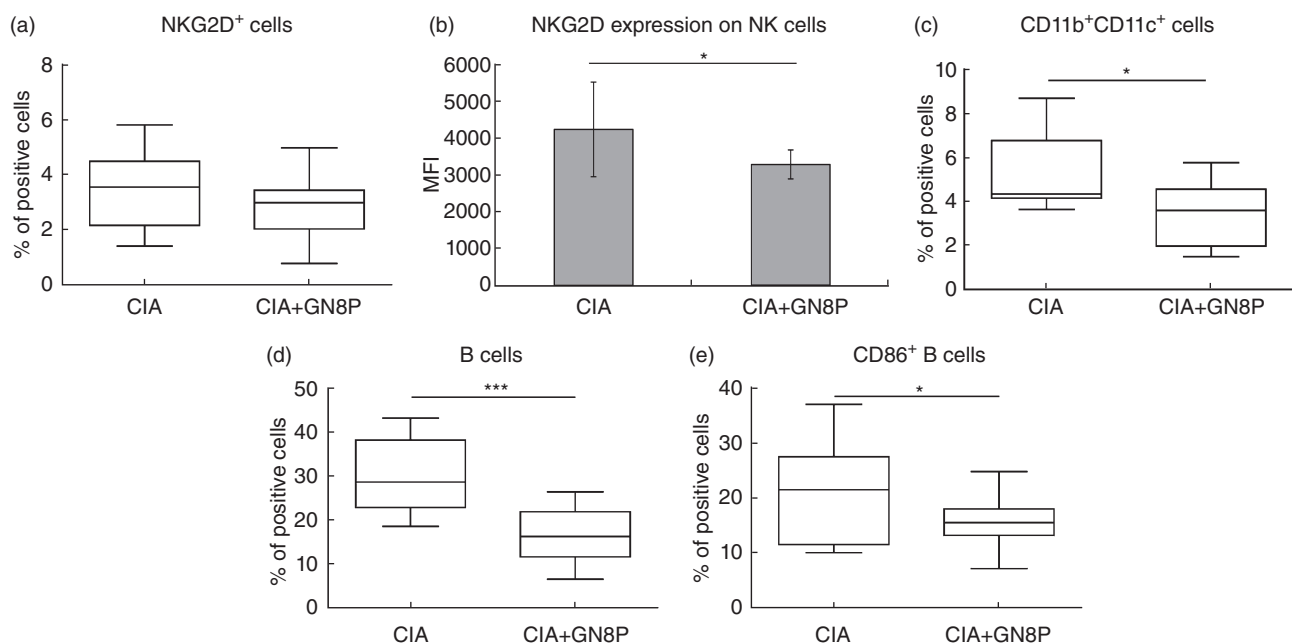 (a) NKG2D⁺ cells
% of positive cells
8
6
4
2
0
CIA CIA+GN8P
(b) NKG2D expression on NK cells
MFI
6000
5000
4000
3000
2000
1000
0
*
CIA CIA+GN8P
(c) CD11b⁺CD11c⁺ cells
% of positive cells
10
8
6
4
2
0
*
CIA CIA+GN8P
(d) B cells
% of positive cells
50
40
30
20
10
0
***
CIA CIA+GN8P
(e) CD86⁺ B cells
% of positive cells
40
30
20
10
0
*
CIA CIA+GN8P